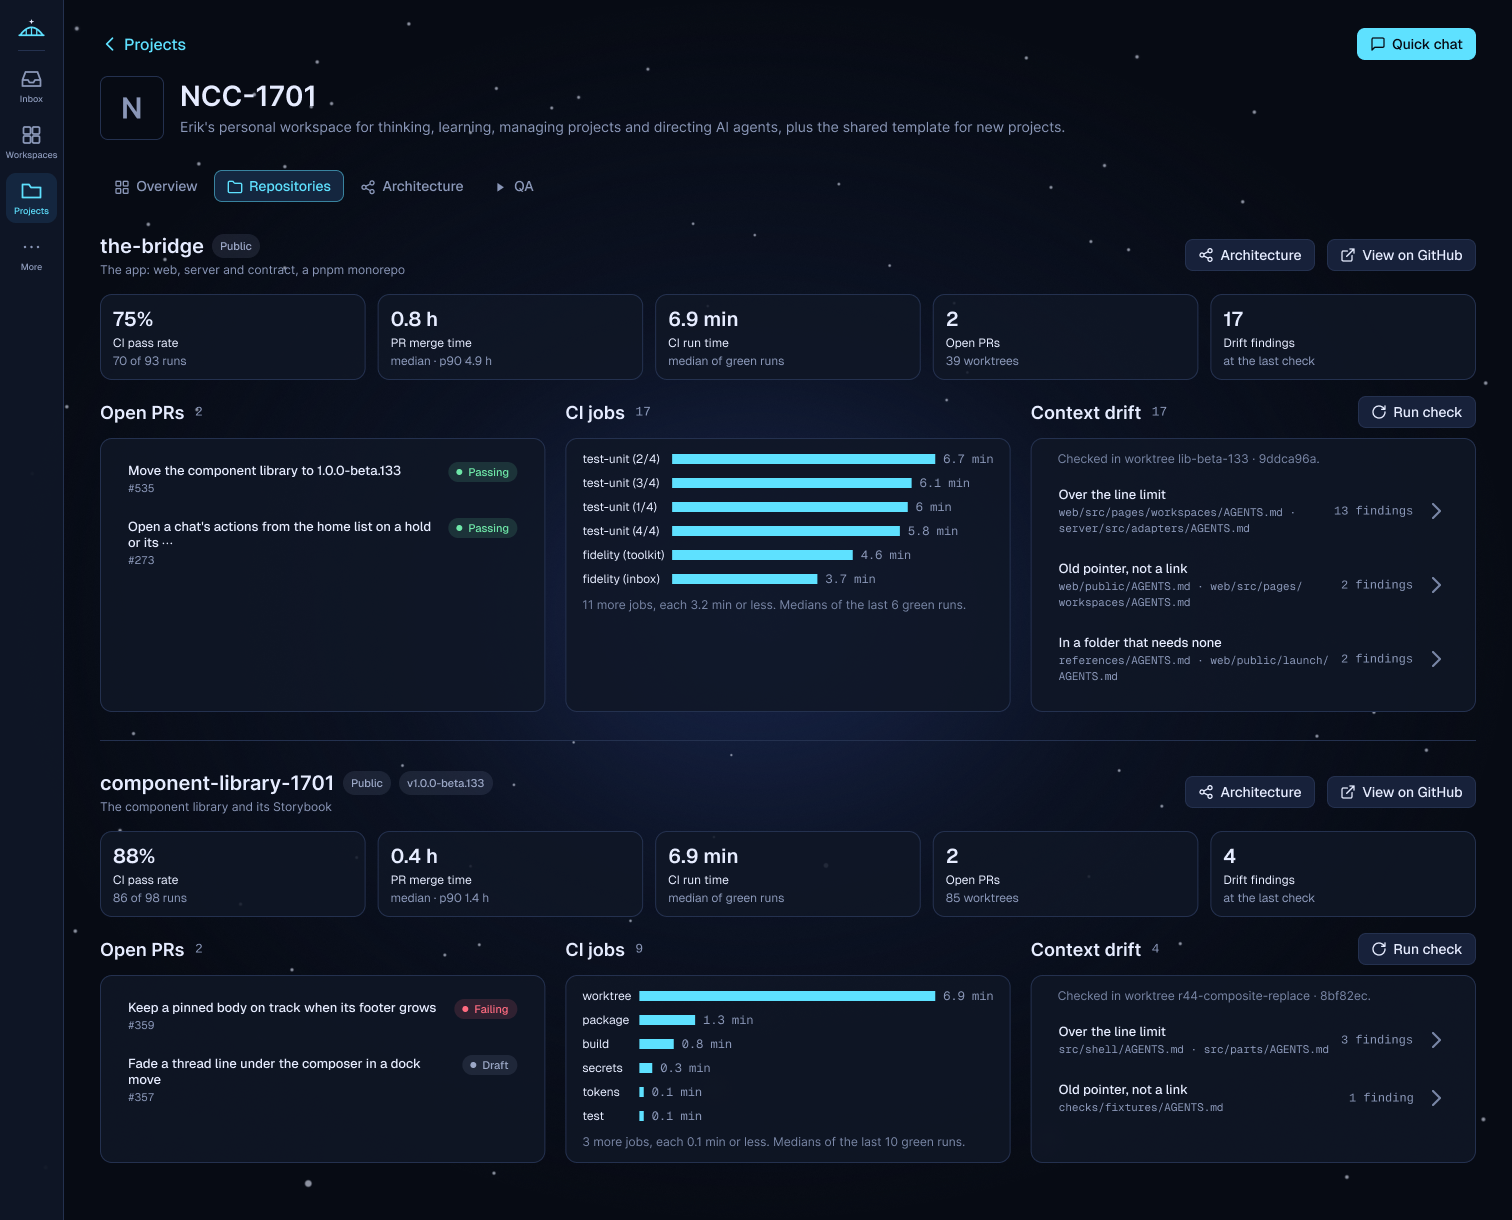 Projects
Quick chat
Inbox
Workspaces
Projects
More
N
NCC-1701
Erik's personal workspace for thinking, learning, managing projects and directing AI agents, plus the shared template for new projects.
Overview
Repositories
Architecture
QA
the-bridge
Public
The app: web, server and contract, a pnpm monorepo
Architecture
View on GitHub
75%
CI pass rate
70 of 93 runs
0.8 h
PR merge time
median · p90 4.9 h
6.9 min
CI run time
median of green runs
2
Open PRs
39 worktrees
17
Drift findings
at the last check
Open PRs 2
Move the component library to 1.0.0-beta.133
#535
Passing
Open a chat's actions from the home list on a hold
or its ···
#273
Passing
CI jobs 17
test-unit (2/4) 6.7 min
test-unit (3/4) 6.1 min
test-unit (1/4) 6 min
test-unit (4/4) 5.8 min
fidelity (toolkit) 4.6 min
fidelity (inbox) 3.7 min
11 more jobs, each 3.2 min or less. Medians of the last 6 green runs.
Context drift 17
Run check
Checked in worktree lib-beta-133 · 9ddca96a.
Over the line limit
web/src/pages/workspaces/AGENTS.md ·
server/src/adapters/AGENTS.md
13 findings
Old pointer, not a link
web/public/AGENTS.md · web/src/pages/
workspaces/AGENTS.md
2 findings
In a folder that needs none
references/AGENTS.md · web/public/launch/
AGENTS.md
2 findings
component-library-1701
Public
v1.0.0-beta.133
The component library and its Storybook
Architecture
View on GitHub
88%
CI pass rate
86 of 98 runs
0.4 h
PR merge time
median · p90 1.4 h
6.9 min
CI run time
median of green runs
2
Open PRs
85 worktrees
4
Drift findings
at the last check
Open PRs 2
Keep a pinned body on track when its footer grows
#359
Failing
Fade a thread line under the composer in a dock
move
#357
Draft
CI jobs 9
worktree 6.9 min
package 1.3 min
build 0.8 min
secrets 0.3 min
tokens 0.1 min
test 0.1 min
3 more jobs, each 0.1 min or less. Medians of the last 10 green runs.
Context drift 4
Run check
Checked in worktree r44-composite-replace · 8bf82ec.
Over the line limit
src/shell/AGENTS.md · src/parts/AGENTS.md
3 findings
Old pointer, not a link
checks/fixtures/AGENTS.md
1 finding